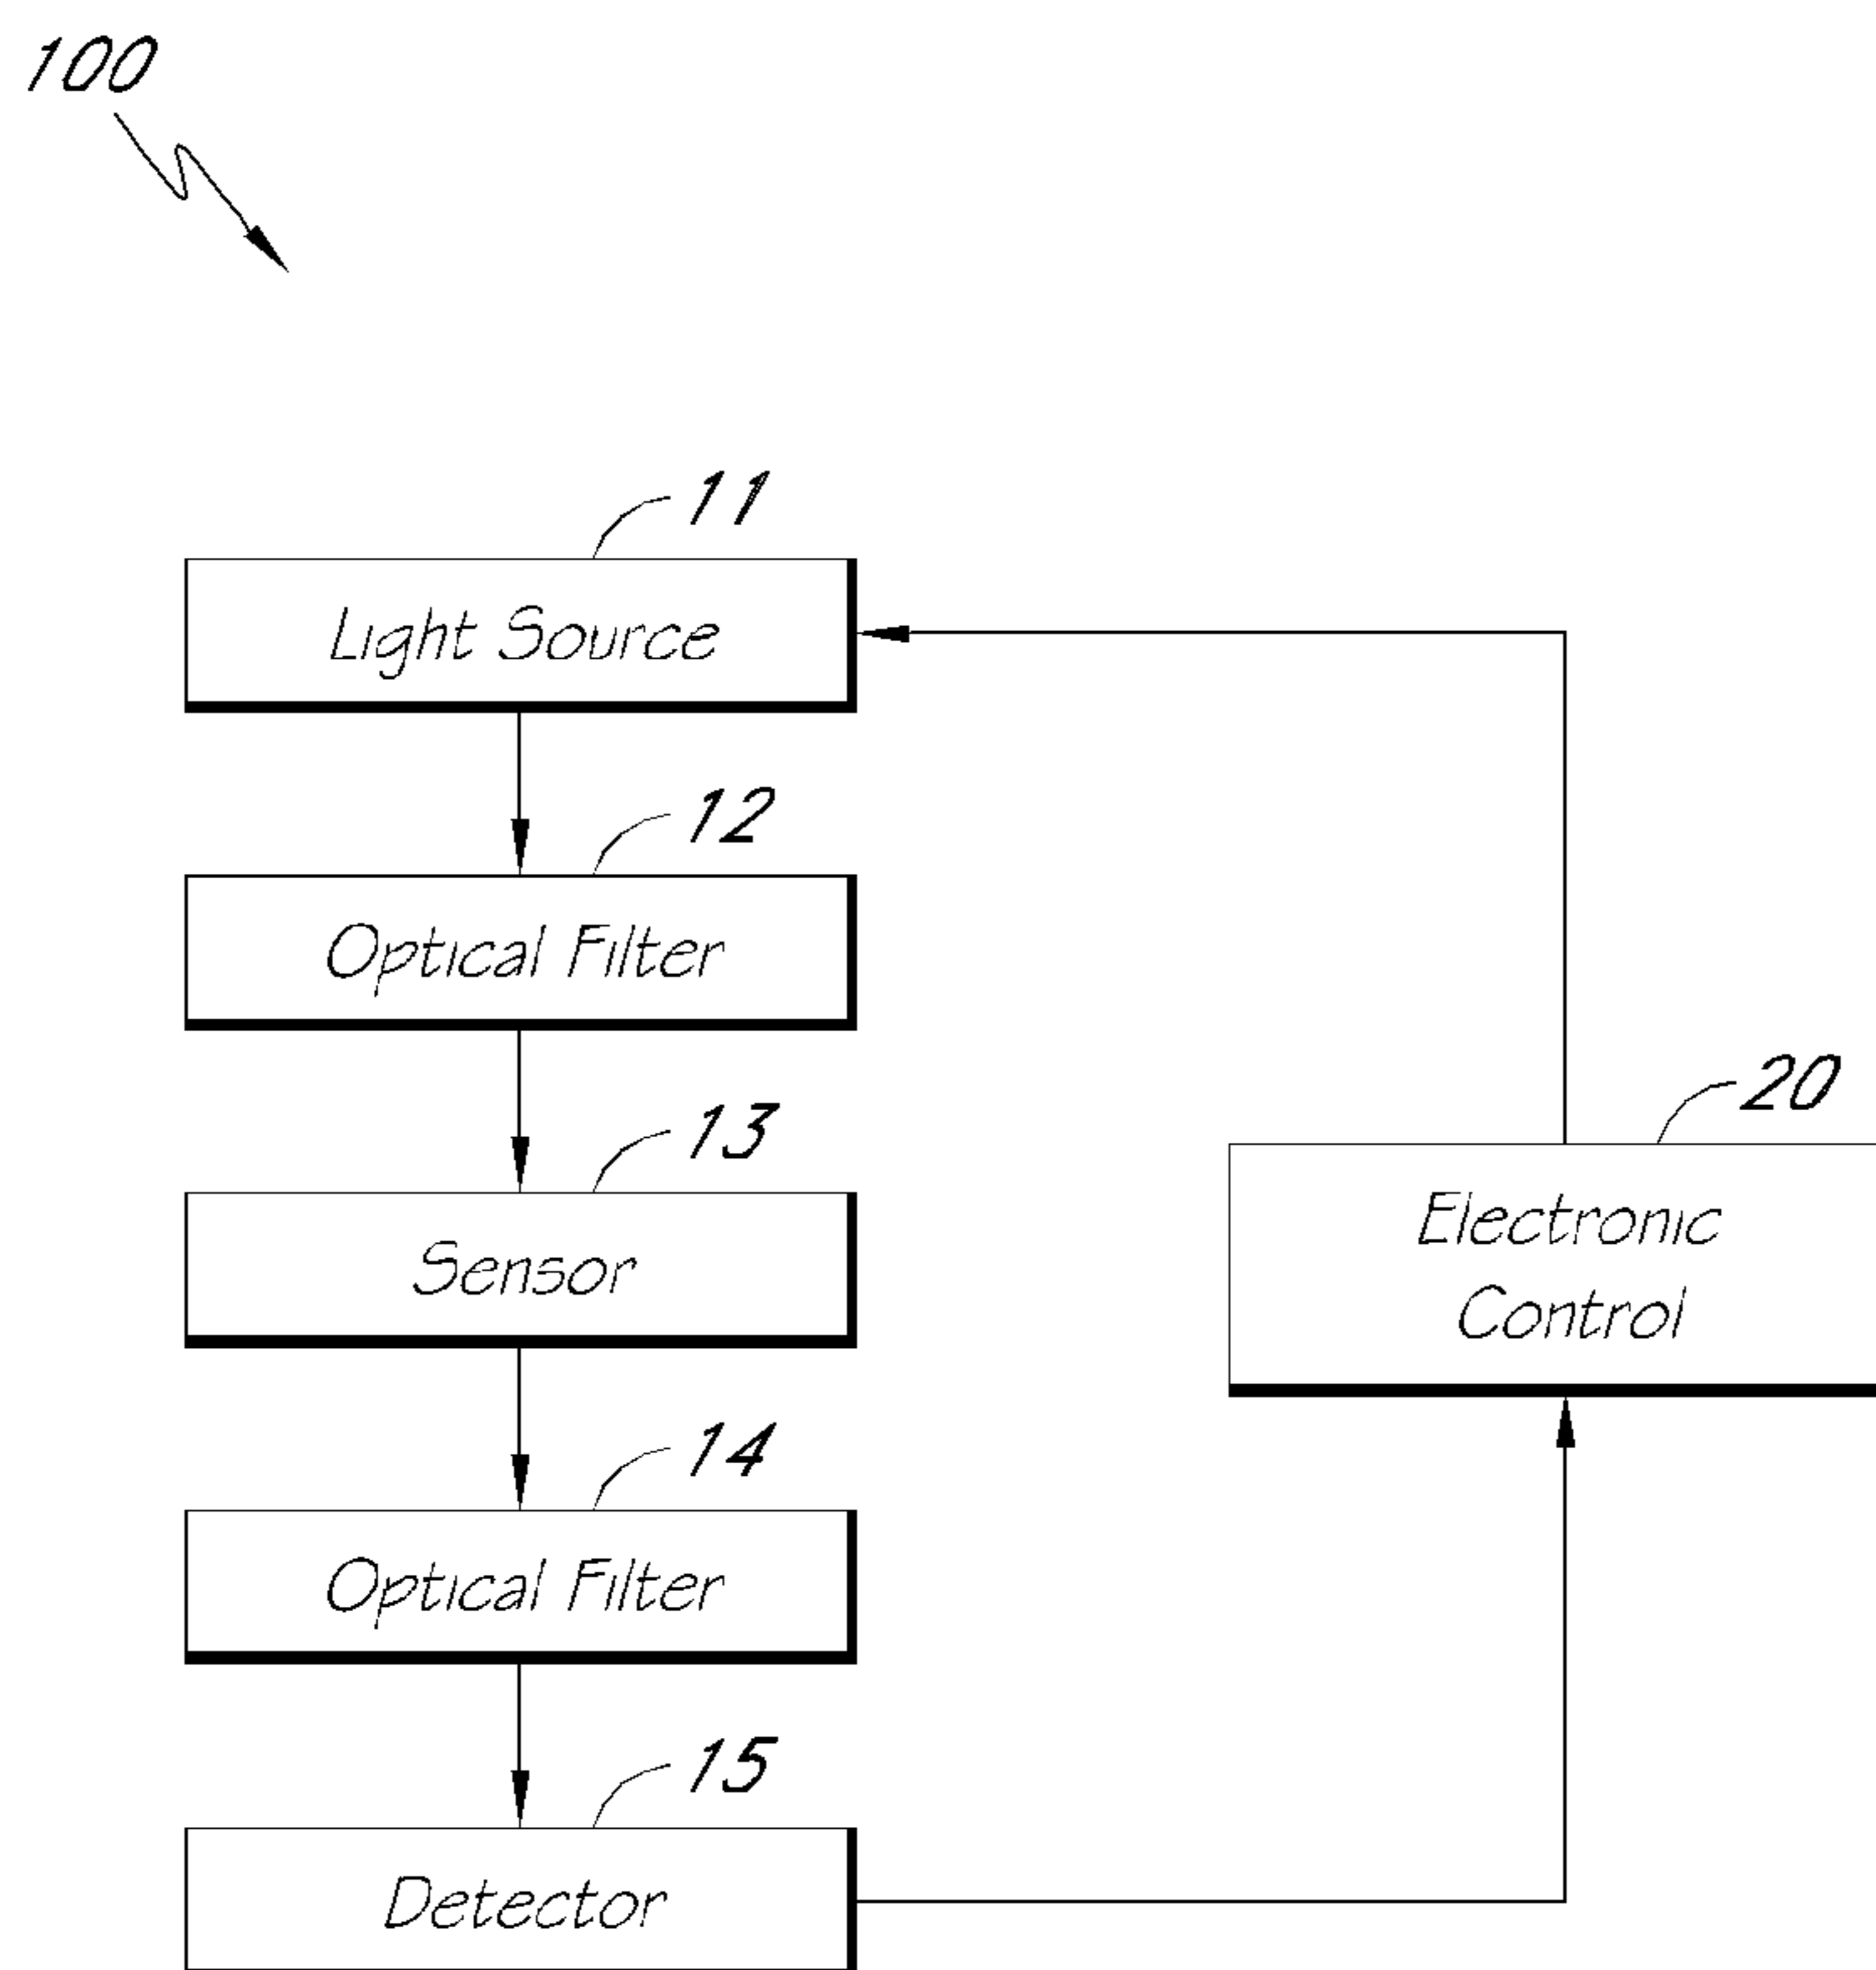 100
11
Light Source
12
Optical Filter
13
Sensor
20
Electronic
Control
14
Optical Filter
15
Detector